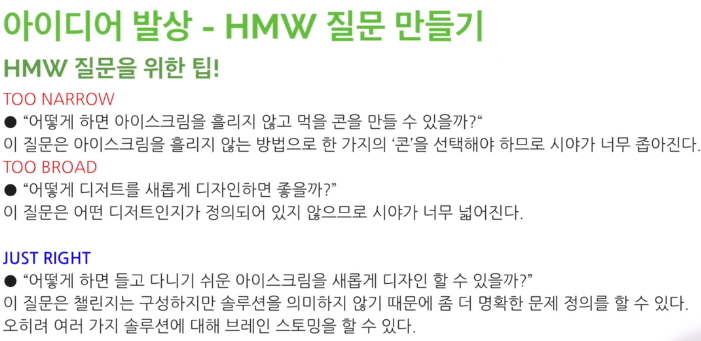 아이디어 발상 - HMW 질문 만들기
HMW 질문을 위한 팁!
TOO NARROW
● “어떻게 하면 아이스크림을 흘리지 않고 먹을 콘을 만들 수 있을까?“
이 질문은 아이스크림을 흘리지 않는 방법으로 한 가지의 ‘콘’을 선택해야 하므로 시야가 너무 좁아진다.
TOO BROAD
● “어떻게 디저트를 새롭게 디자인하면 좋을까?”
이 질문은 어떤 디저트인지가 정의되어 있지 않으므로 시야가 너무 넓어진다.
JUST RIGHT
● “어떻게 하면 들고 다니기 쉬운 아이스크림을 새롭게 디자인 할 수 있을까?”
이 질문은 챌린지는 구성하지만 솔루션을 의미하지 않기 때문에 좀 더 명확한 문제 정의를 할 수 있다.
오히려 여러 가지 솔루션에 대해 브레인 스토밍을 할 수 있다.